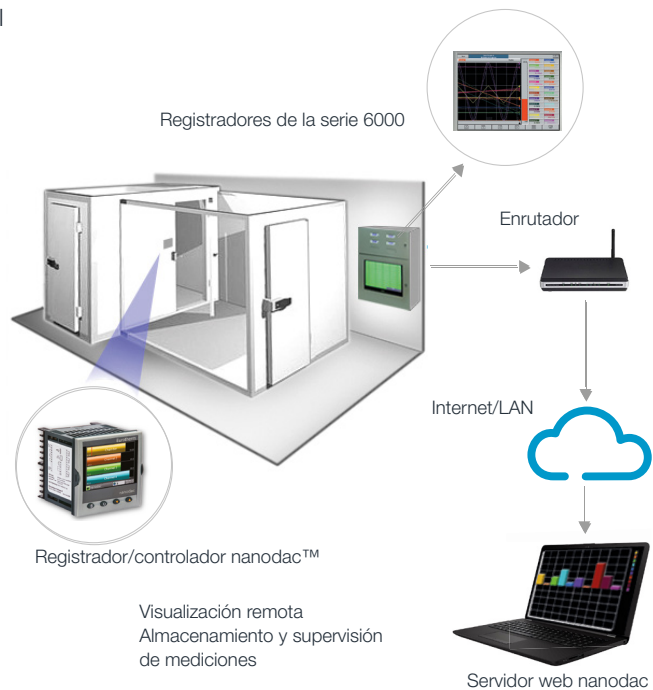 Registradores de la serie 6000
Enrutador
Internet/LAN
Registrador/controlador nanodac™
Visualización remota
Almacenamiento y supervisión
de mediciones
Servidor web nanodac